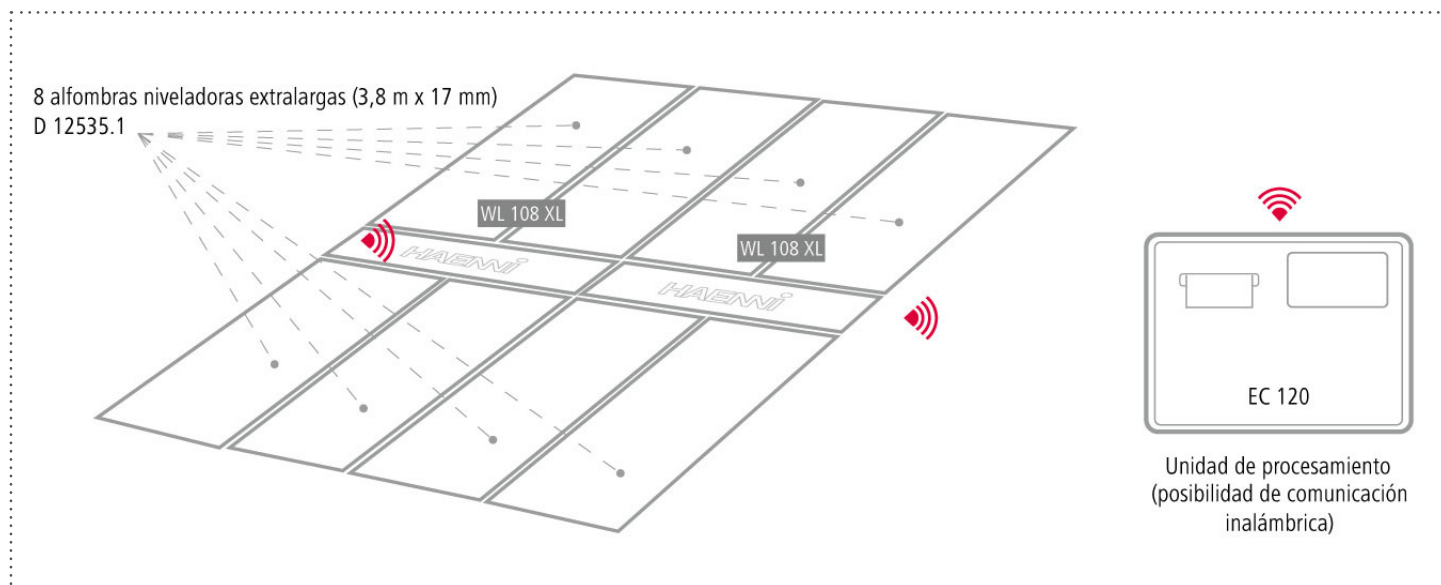 8 alfombras niveladoras extralargas (3,8 m x 17 mm)
D 12535.1
WL 108 XL
WL 108 XL
HAENNi
HAENNi
EC 120
Unidad de procesamiento
(posibilidad de comunicación
inalámbrica)